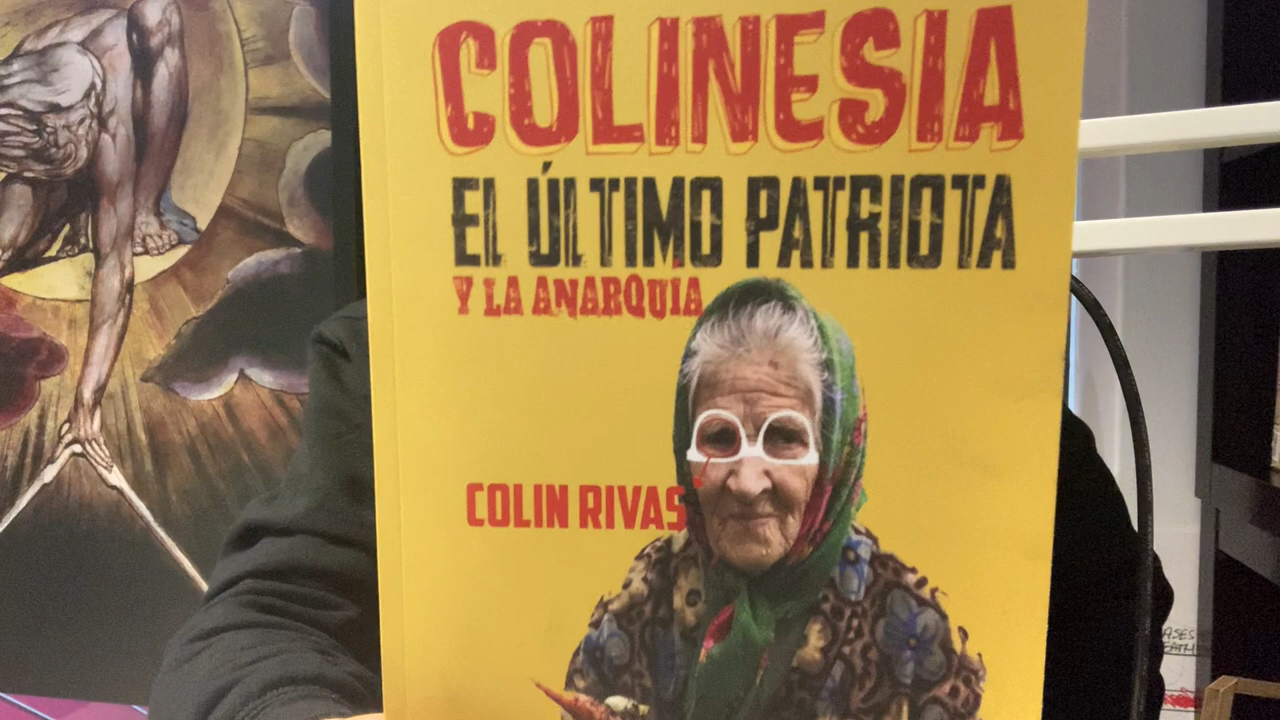 COLINESIA
EL ÚLTIMO PATRIOTA
Y LA ANARQUÍA
COLIN RIVAS